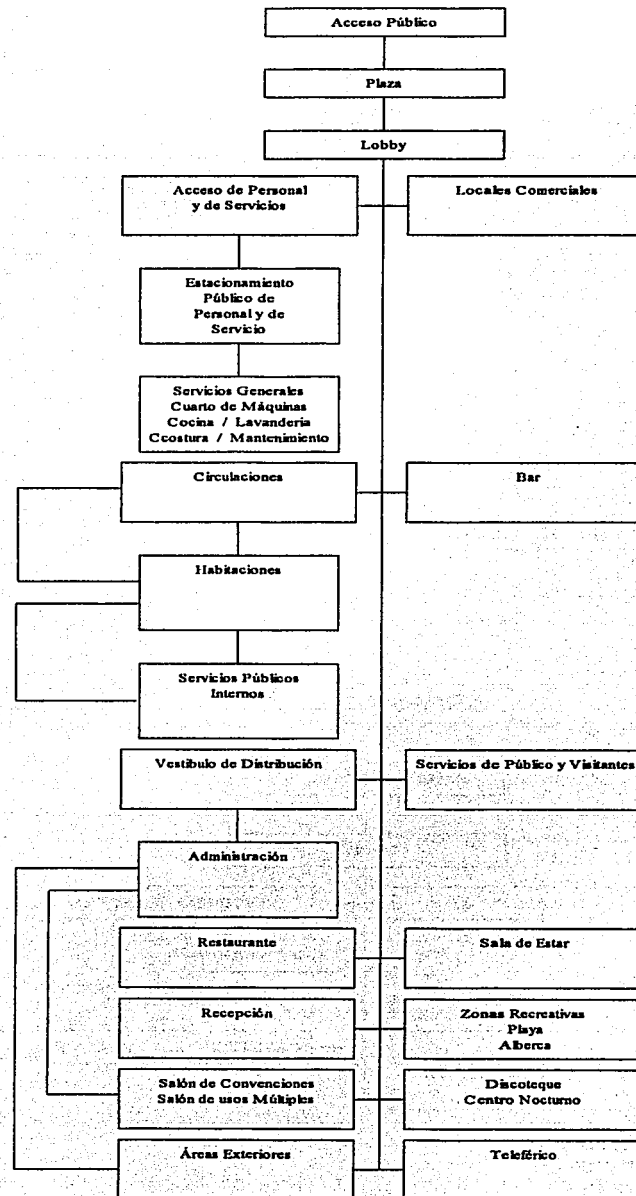 Acceso Público
Plaza
Lobby
Acceso de Personal
y de Servicios
Locales Comerciales
Estacionamiento
Público de
Personal y de
Servicio
Servicios Generales
Cuarto de Máquinas
Cocina / Lavandería
Ccostura / Mantenimiento
Circulaciones
Bar
Habitaciones
Servicios Públicos
Internos
Vestíbulo de Distribución
Servicios de Público y Visitantes
Administración
Restaurante
Sala de Estar
Recepción
Zonas Recreativas
Playa
Alberca
Salón de Convenciones
Salón de usos Múltiples
Discoteque
Centro Nocturno
Áreas Exteriores
Teleférico